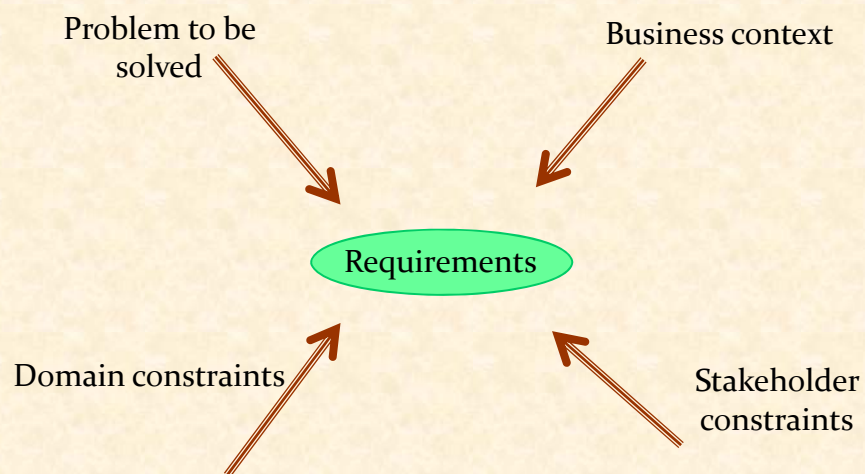 Problem to be
solved
Business context
Requirements
Domain constraints
Stakeholder
constraints